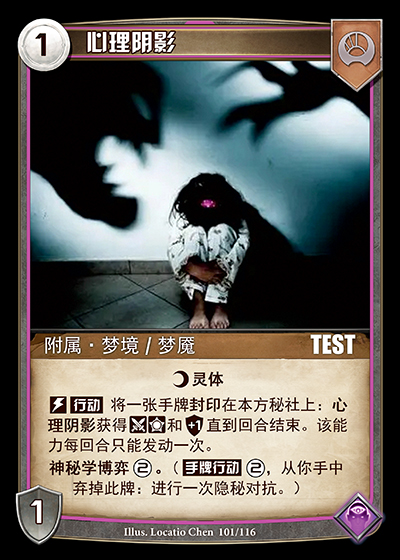 1 心理阴影
附属 · 梦境 / 梦魇 TEST
灵体
行动 将一张手牌封印在本方秘社上：心
理阴影获得 和 +1 直到回合结束。该能
力每回合只能发动一次。
神秘学博弈 2 。（ 手牌行动 2 ，从你手中
弃掉此牌：进行一次隐秘对抗。）
1
Illus. Locatio Chen 101/116